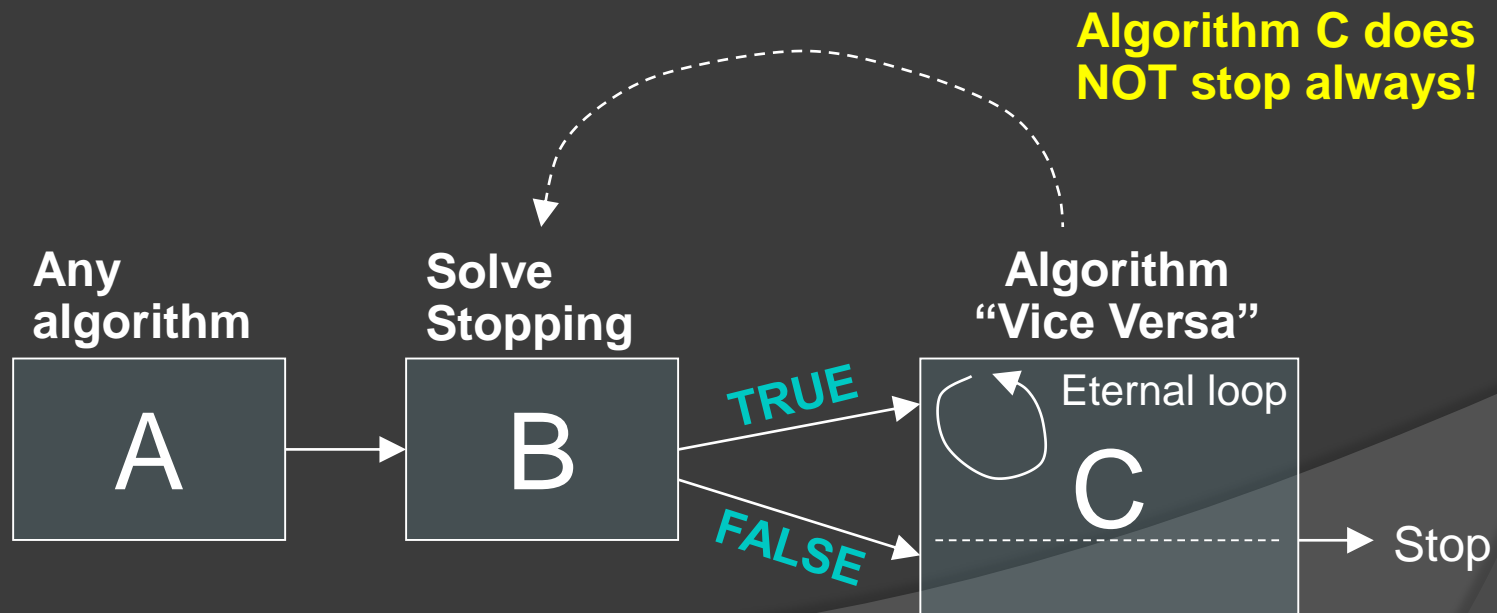 Algorithm C does
NOT stop always!
Any
algorithm
Solve
Stopping
Algorithm
“Vice Versa”
A
B
TRUE
FALSE
Eternal loop
C
Stop